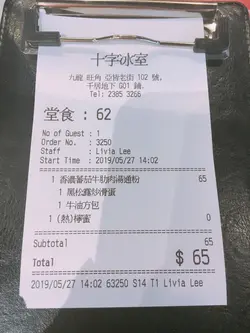 十字冰室
九龍 旺角 亞皆老街 102 號,
千居地下 G01 鋪.
Tel: 2385 3266
堂食 : 62
No of Guest : 1
Order No. : 3250
Staff : Livia Lee
Start Time : 2019/05/27 14:02
1 香濃蕃茄牛肋肉湯通粉 65
1 黑松露炒滑蛋
1 牛油方包
1 (熱)檸蜜 0
Subtotal 65
Total $ 65
2019/05/27 14:02 63250 S14 T1 Livia Lee